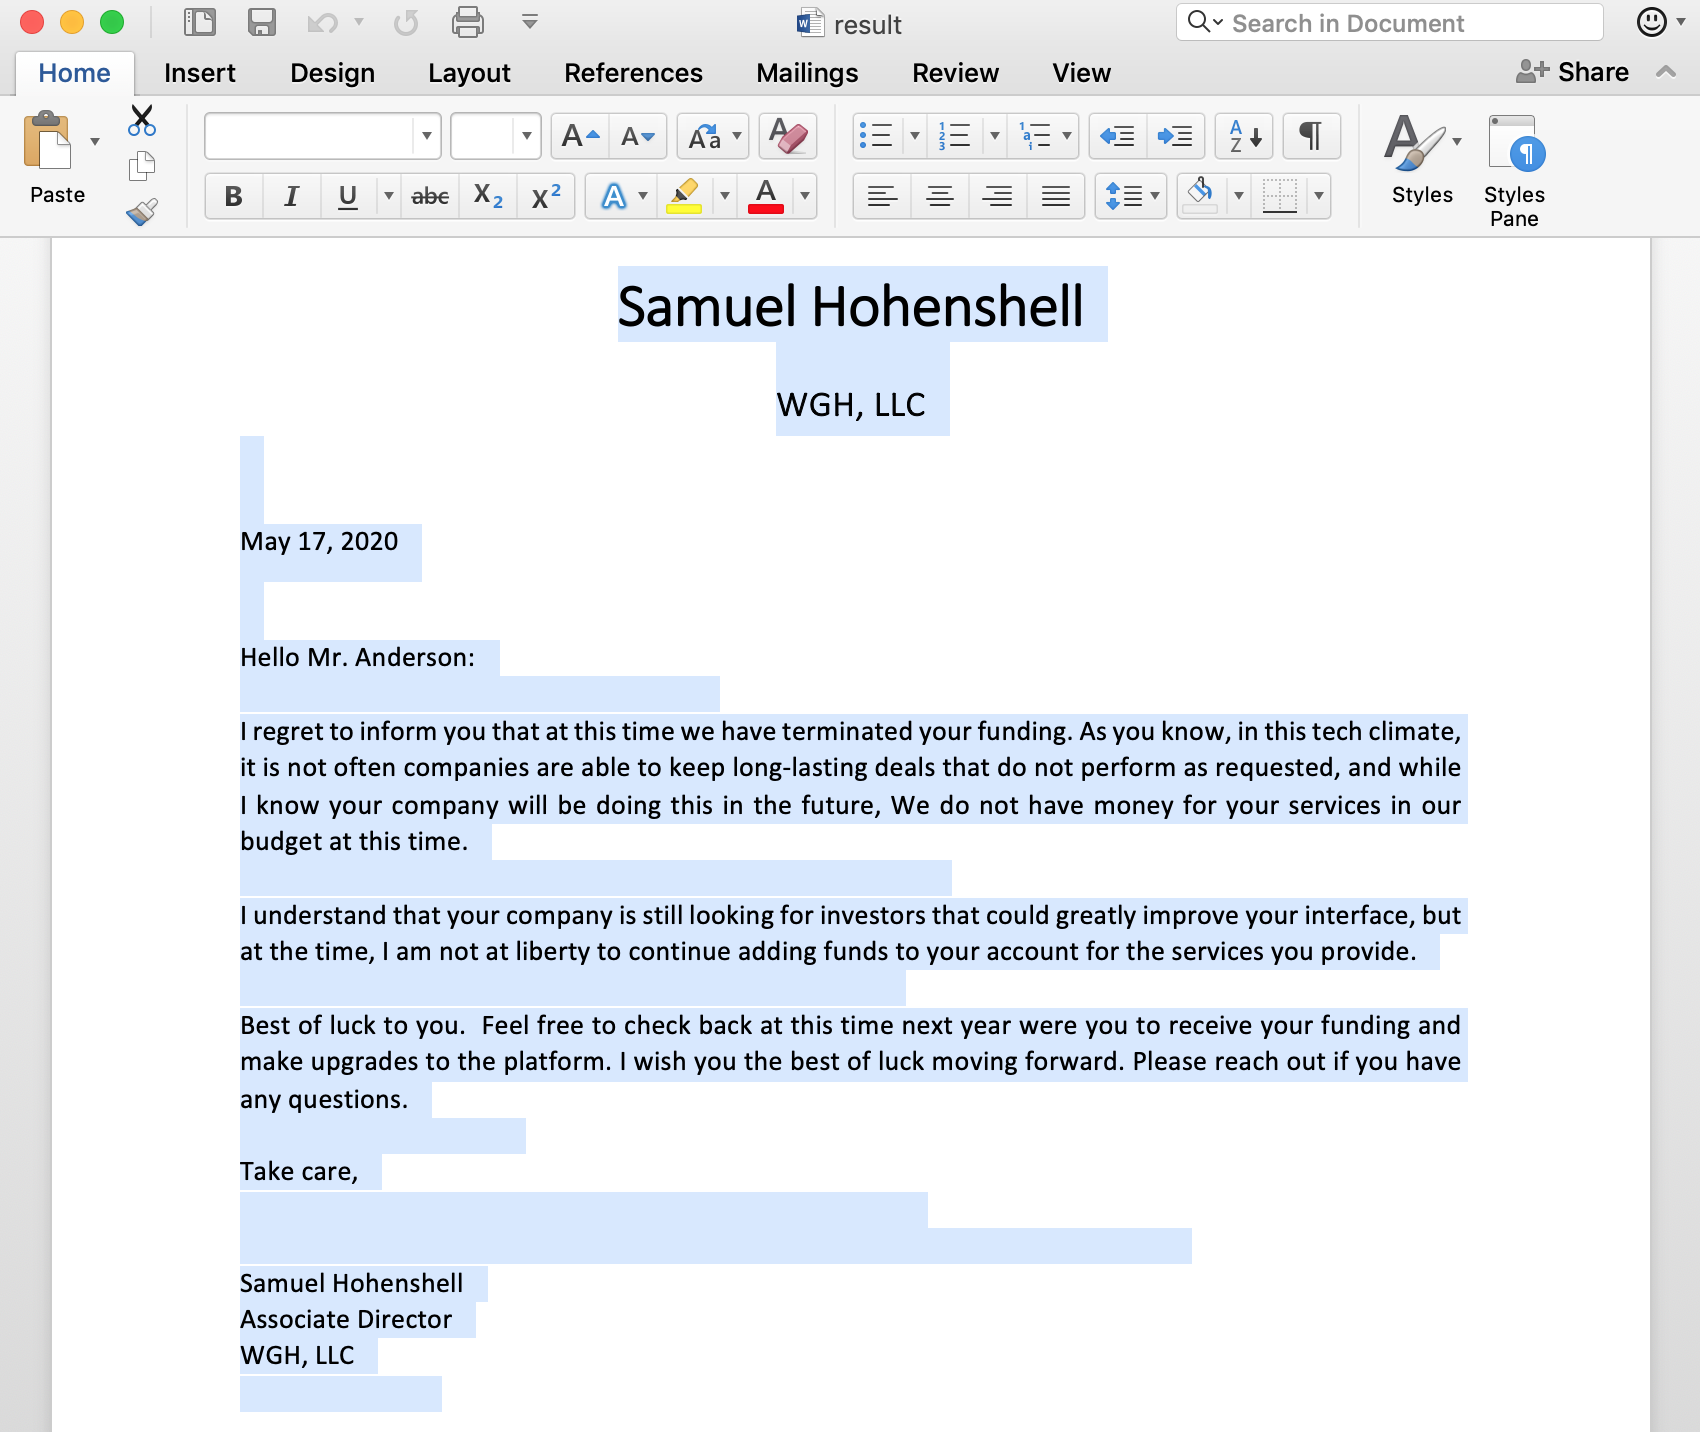 result
Search in Document
Home Insert Design Layout References Mailings Review View Share
Paste
A A Aa A
1 2 3
1 a i
A Z
¶
B I U abc X2 X2 A A
A
¶
Styles
Styles Pane
Samuel Hohenshell
WGH, LLC
May 17, 2020
Hello Mr. Anderson:
I regret to inform you that at this time we have terminated your funding. As you know, in this tech climate,
it is not often companies are able to keep long-lasting deals that do not perform as requested, and while
I know your company will be doing this in the future, We do not have money for your services in our
budget at this time.
I understand that your company is still looking for investors that could greatly improve your interface, but
at the time, I am not at liberty to continue adding funds to your account for the services you provide.
Best of luck to you.  Feel free to check back at this time next year were you to receive your funding and
make upgrades to the platform. I wish you the best of luck moving forward. Please reach out if you have
any questions.
Take care,
Samuel Hohenshell
Associate Director
WGH, LLC